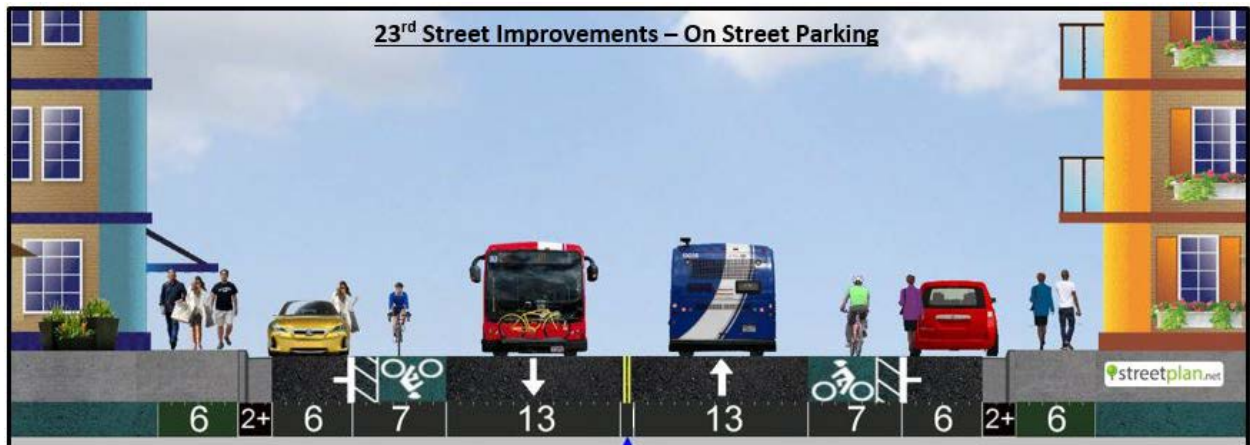 23rd Street Improvements – On Street Parking
streetplan.net
6 2+ 6 7 13 13 7 6 2+ 6